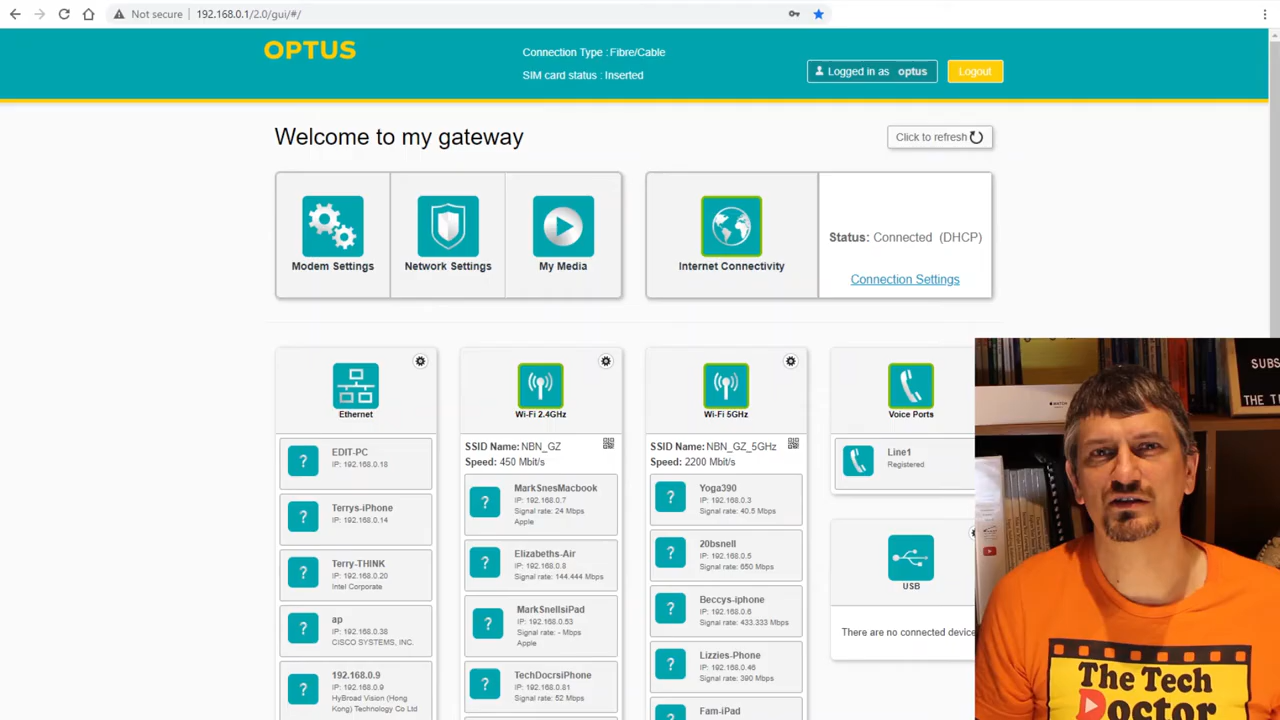 Not secure
192.168.0.1/2.0/gui/#/
OPTUS
Connection Type : Fibre/Cable
SIM card status : Inserted
Logged in as optus
Logout
Welcome to my gateway
Click to refresh
Modem Settings
Network Settings
My Media
Internet Connectivity
Status: Connected (DHCP)
Connection Settings
Ethernet
EDIT-PC
IP: 192.168.0.18
Terrys-iPhone
IP: 192.168.0.14
Terry-THINK
IP: 192.168.0.20
Intel Corporate
ap
IP: 192.168.0.38
CISCO SYSTEMS, INC.
192.168.0.9
IP: 192.168.0.9
HyBroad Vision (Hong
Kong) Technology Co Ltd
Wi-Fi 2.4GHz
SSID Name: NBN_GZ
Speed: 450 Mbit/s
MarkSnesMacbook
IP: 192.168.0.7
Signal rate: 24 Mbps
Apple
Elizabeths-Air
IP: 192.168.0.8
Signal rate: 144.444 Mbps
MarkSnellsiPad
IP: 192.168.0.53
Signal rate: - Mbps
Apple
TechDocrsiPhone
IP: 192.168.0.81
Signal rate: 52 Mbps
Wi-Fi 5GHz
SSID Name: NBN_GZ_5GHz
Speed: 2200 Mbit/s
Yoga390
IP: 192.168.0.3
Signal rate: 40.5 Mbps
20bsnell
IP: 192.168.0.5
Signal rate: 650 Mbps
Beccys-iphone
IP: 192.168.0.6
Signal rate: 433.333 Mbps
Lizzies-Phone
IP: 192.168.0.46
Signal rate: 390 Mbps
Fam-iPad
Voice Ports
Line1
Registered
USB
There are no connected device
SUBS
THE T
The Tech
Doctor